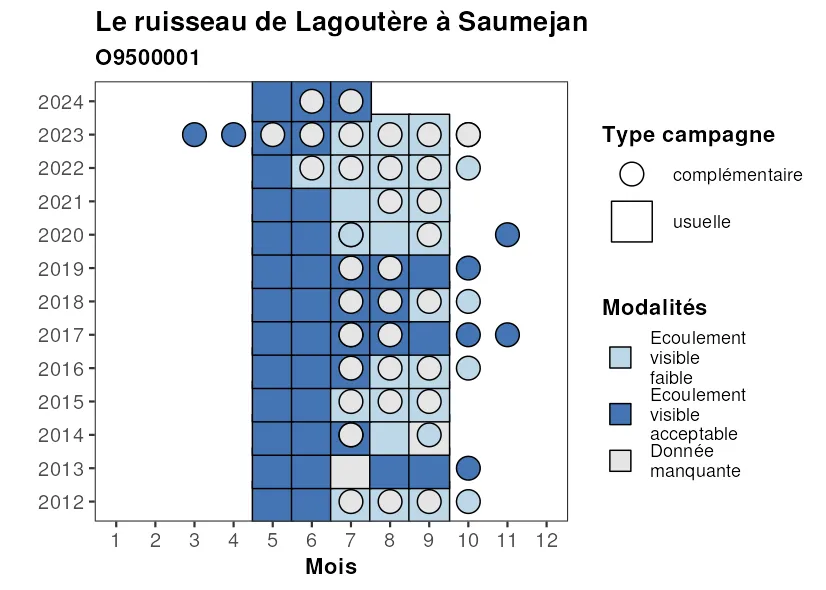 Le ruisseau de Lagoutère à Saumejan
O9500001
2024
2023
2022
2021
2020
2019
2018
2017
2016
2015
2014
2013
2012
1 2 3 4 5 6 7 8 9 10 11 12
Mois
Type campagne
complémentaire
usuelle
Modalités
Ecoulement
visible
faible
Ecoulement
visible
acceptable
Donnée
manquante